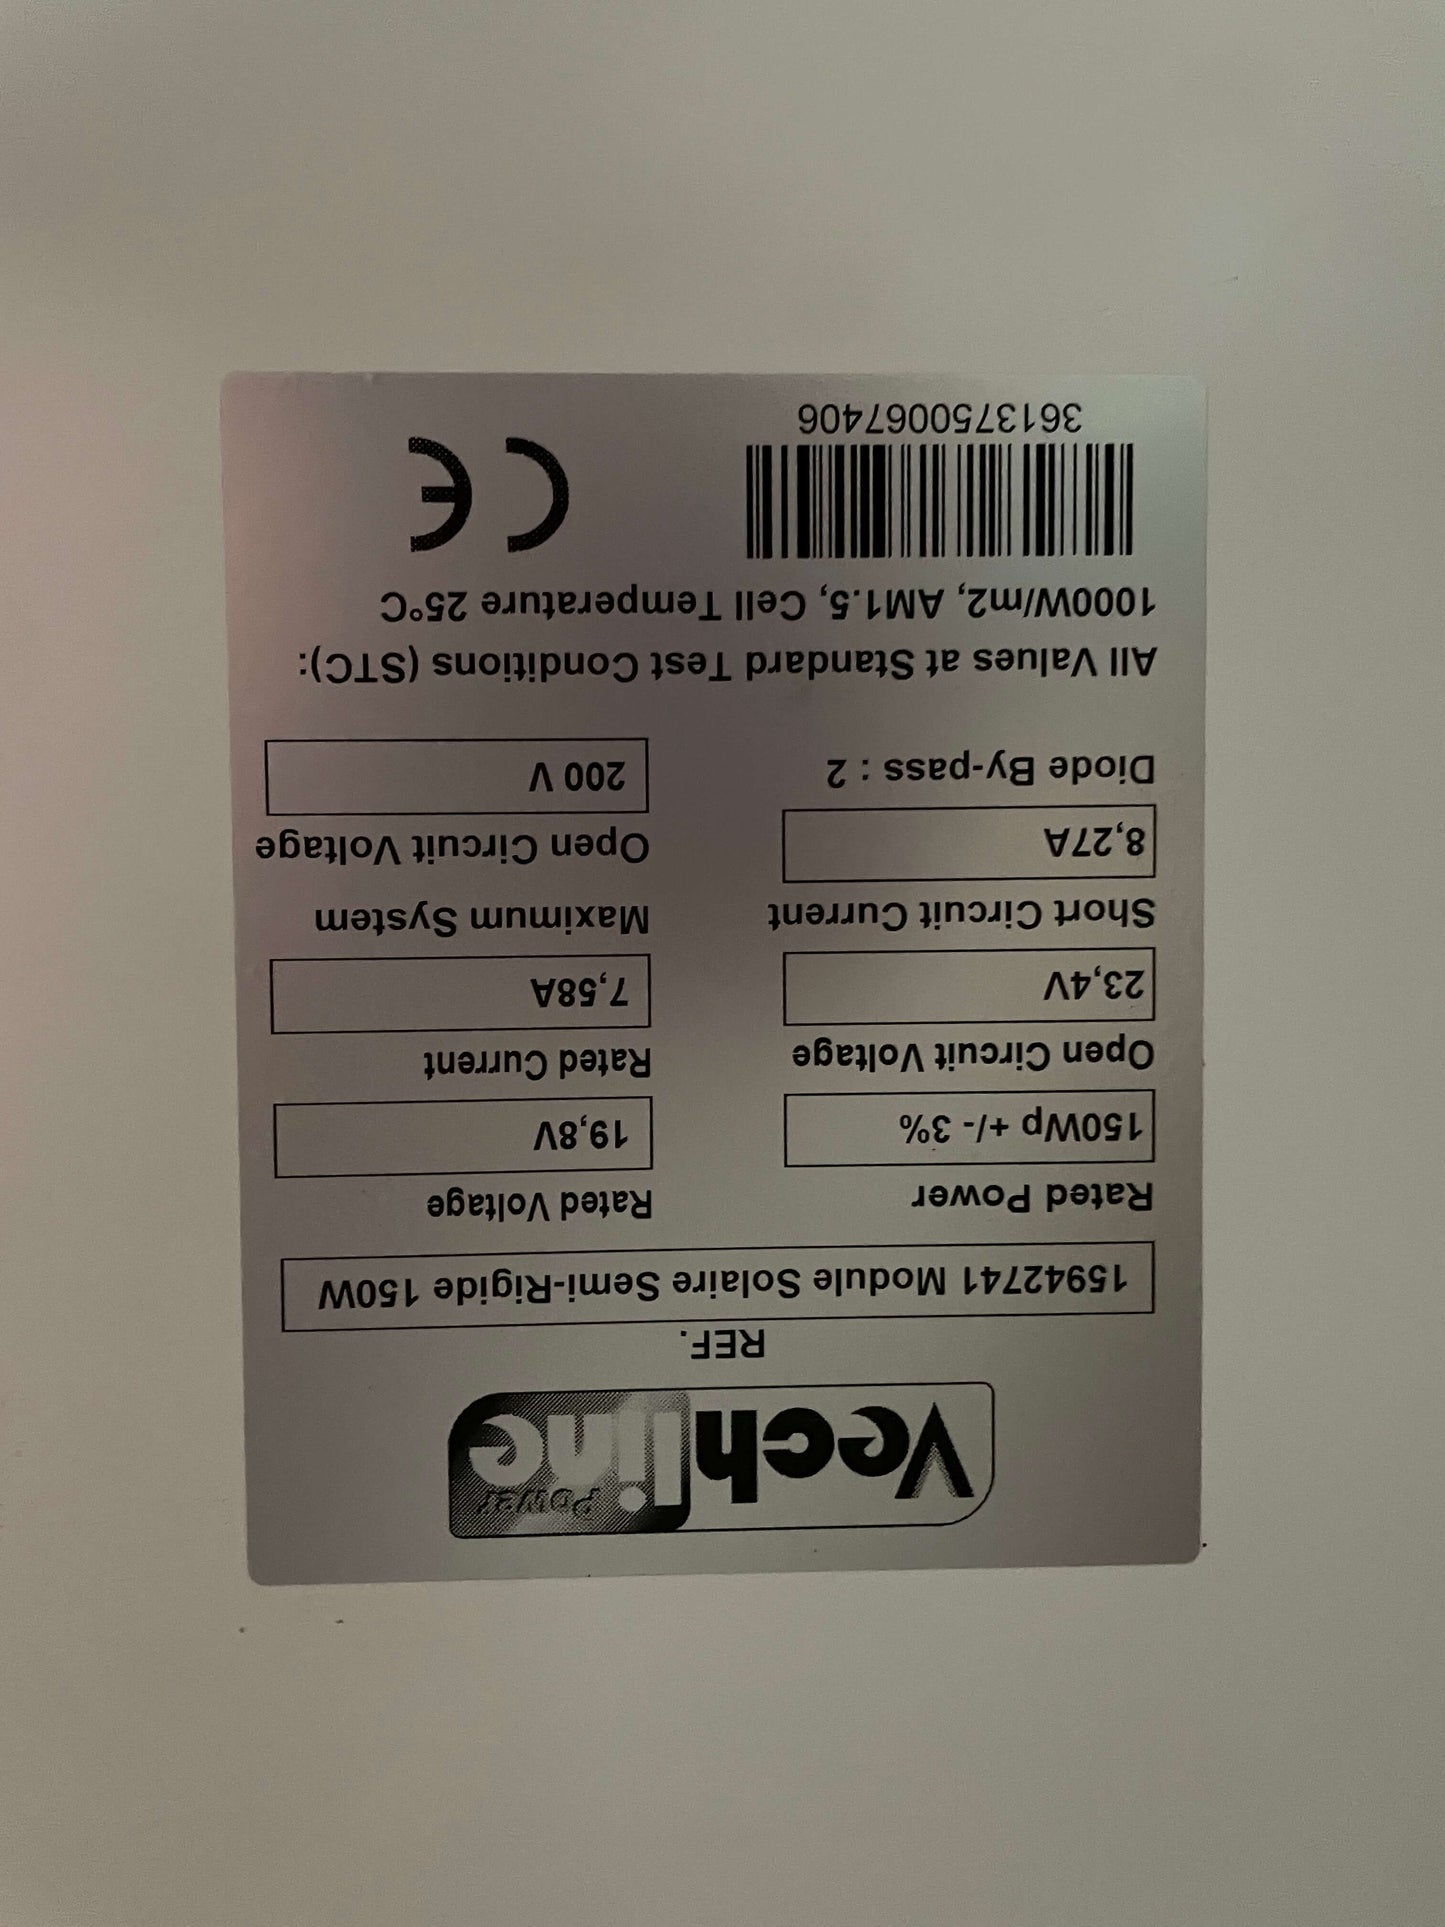 Vechline
Power
REF.
15942741 Module Solaire Semi-Rigide 150W
Rated Power
150Wp +/- 3%
Open Circuit Voltage
23,4V
Short Circuit Current
8,27A
Diode By-pass : 2
Rated Voltage
19,8V
Rated Current
7,58A
Maximum System
Open Circuit Voltage
200 V
All Values at Standard Test Conditions (STC):
1000W/m2, AM1.5, Cell Temperature 25°C
3613750067406
CE